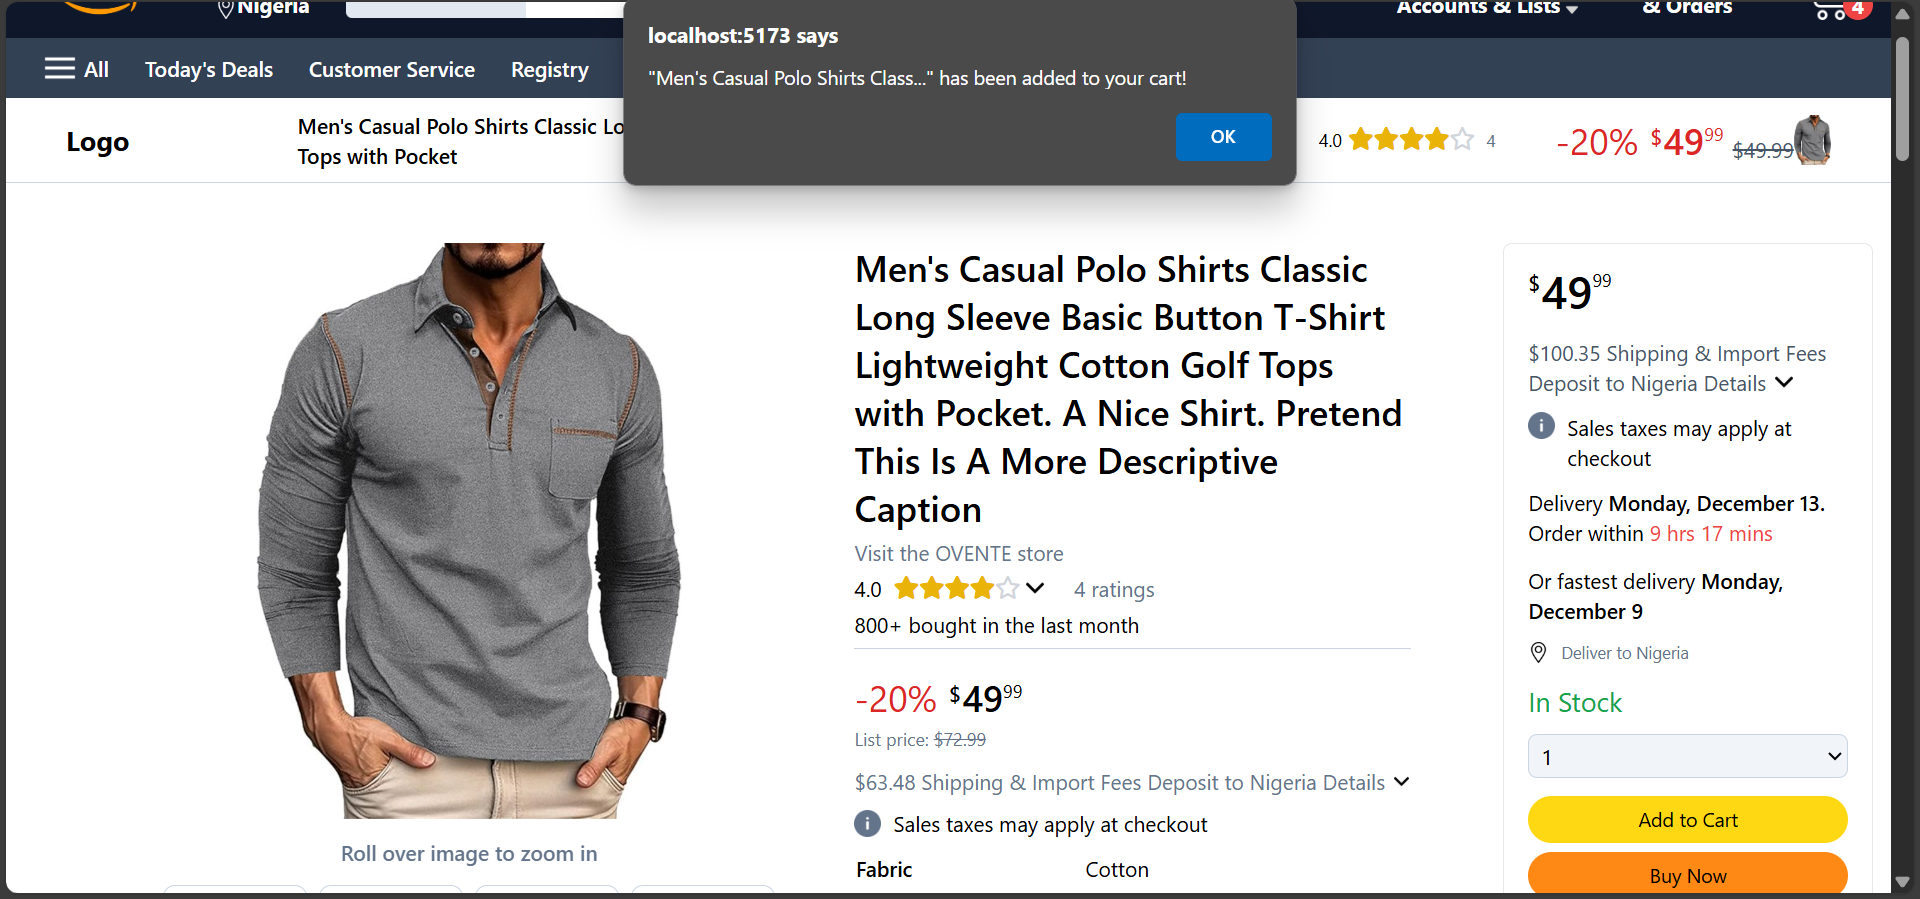 Nigeria
Accounts & Lists
& Orders
4
localhost:5173 says
"Men's Casual Polo Shirts Class..." has been added to your cart!
OK
All
Today's Deals
Customer Service
Registry
Logo
Men's Casual Polo Shirts Classic Lo
Tops with Pocket
4.0
4
-20% $49 99 $49.99
Men's Casual Polo Shirts Classic
Long Sleeve Basic Button T-Shirt
Lightweight Cotton Golf Tops
with Pocket. A Nice Shirt. Pretend
This Is A More Descriptive
Caption
Visit the OVENTE store
4.0
4 ratings
800+ bought in the last month
-20% $49 99
List price: $72.99
$63.48 Shipping & Import Fees Deposit to Nigeria Details
Sales taxes may apply at checkout
Fabric
Cotton
Roll over image to zoom in
$49 99
$100.35 Shipping & Import Fees
Deposit to Nigeria Details
Sales taxes may apply at
checkout
Delivery Monday, December 13.
Order within 9 hrs 17 mins
Or fastest delivery Monday,
December 9
Deliver to Nigeria
In Stock
1
Add to Cart
Buy Now